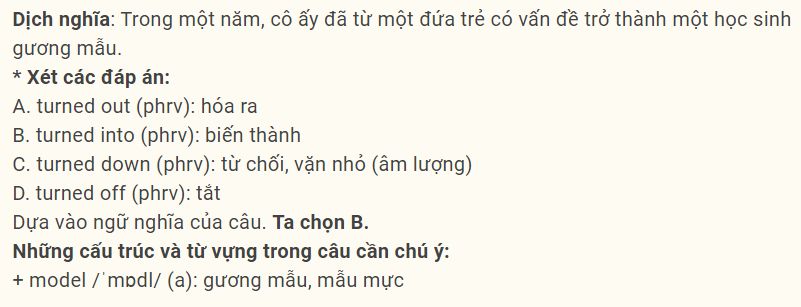 Dịch nghĩa: Trong một năm, cô ấy đã từ một đứa trẻ có vấn đề trở thành một học sinh
gương mẫu.
* Xét các đáp án:
A. turned out (phrv): hóa ra
B. turned into (phrv): biến thành
C. turned down (phrv): từ chối, vặn nhỏ (âm lượng)
D. turned off (phrv): tắt
Dựa vào ngữ nghĩa của câu. Ta chọn B.
Những cấu trúc và từ vựng trong câu cần chú ý:
+ model /ˈmɒdl/ (a): gương mẫu, mẫu mực